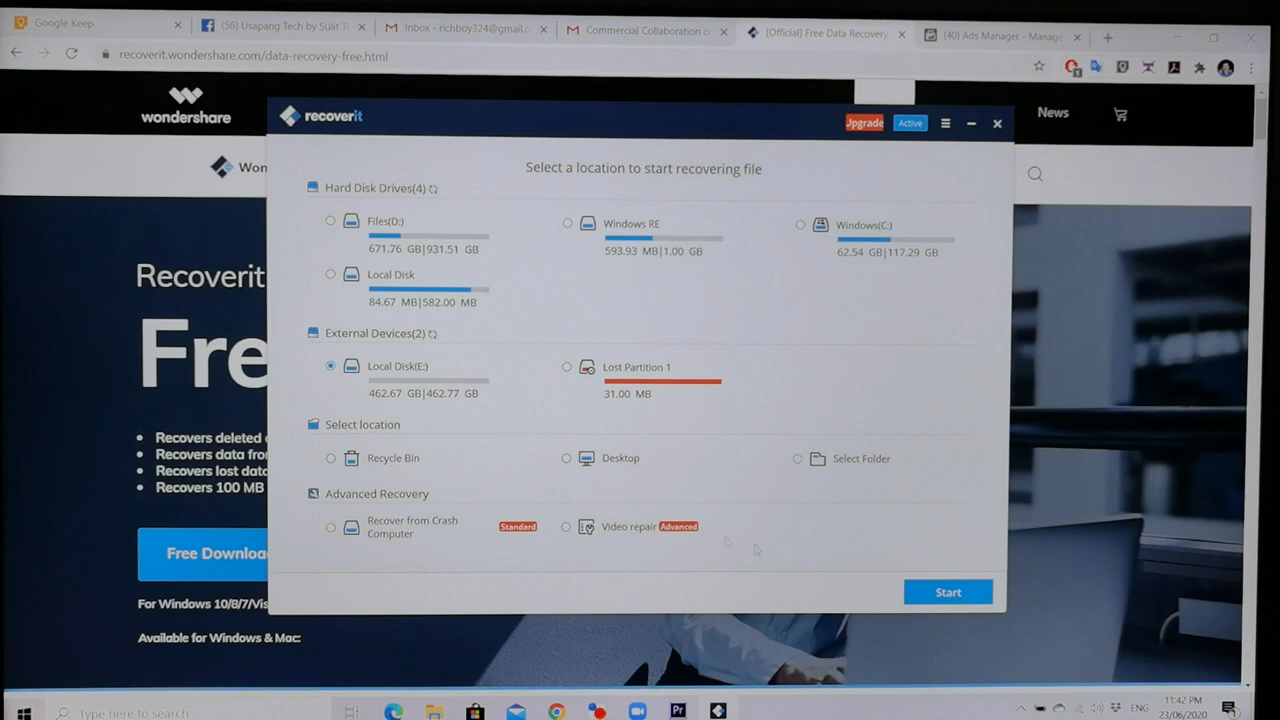 Google Keep
(56) Usapang Tech by Sulit T
Inbox - richboy324@gmail.c
Commercial Collaboration o
[Official] Free Data Recovery
(40) Ads Manager - Manage
recoverit.wondershare.com/data-recovery-free.html
wondershare
News
Won
recoverit
Upgrade
Active
Select a location to start recovering file
Hard Disk Drives(4)
Files(D:)
671.76 GB|931.51 GB
Windows RE
593.93 MB|1.00 GB
Windows(C:)
62.54 GB|117.29 GB
Local Disk
84.67 MB|582.00 MB
External Devices(2)
Local Disk(E:)
462.67 GB|462.77 GB
Lost Partition 1
31.00 MB
Select location
Recycle Bin
Desktop
Select Folder
Advanced Recovery
Recover from Crash
Computer
Standard
Video repair
Advanced
Start
Recoverit
Fre
Recovers deleted
Recovers data fro
Recovers lost data
Recovers 100 MB
Free Downloa
For Windows 10/8/7/Vis
Available for Windows & Mac:
Type here to search
Pr
ENG
11:42 PM
23/06/2020